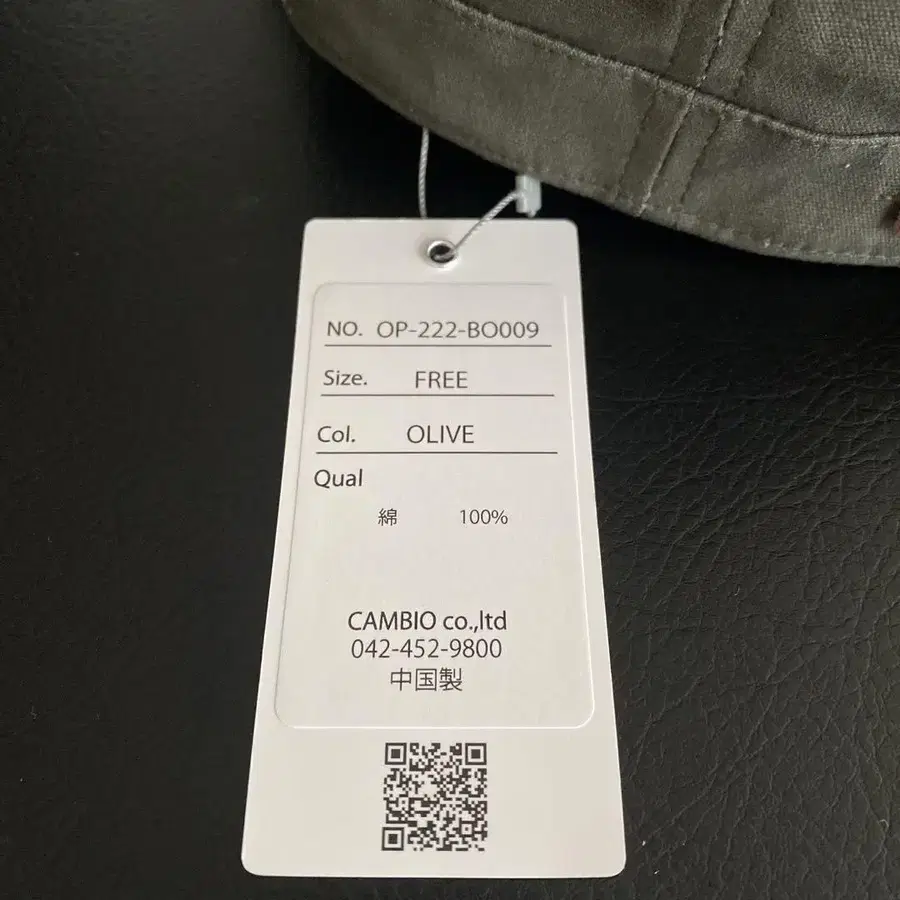 NO. OP-222-BO009
Size. FREE
Col. OLIVE
Qual
綿 100%
CAMBIO co.,ltd
042-452-9800
中国製